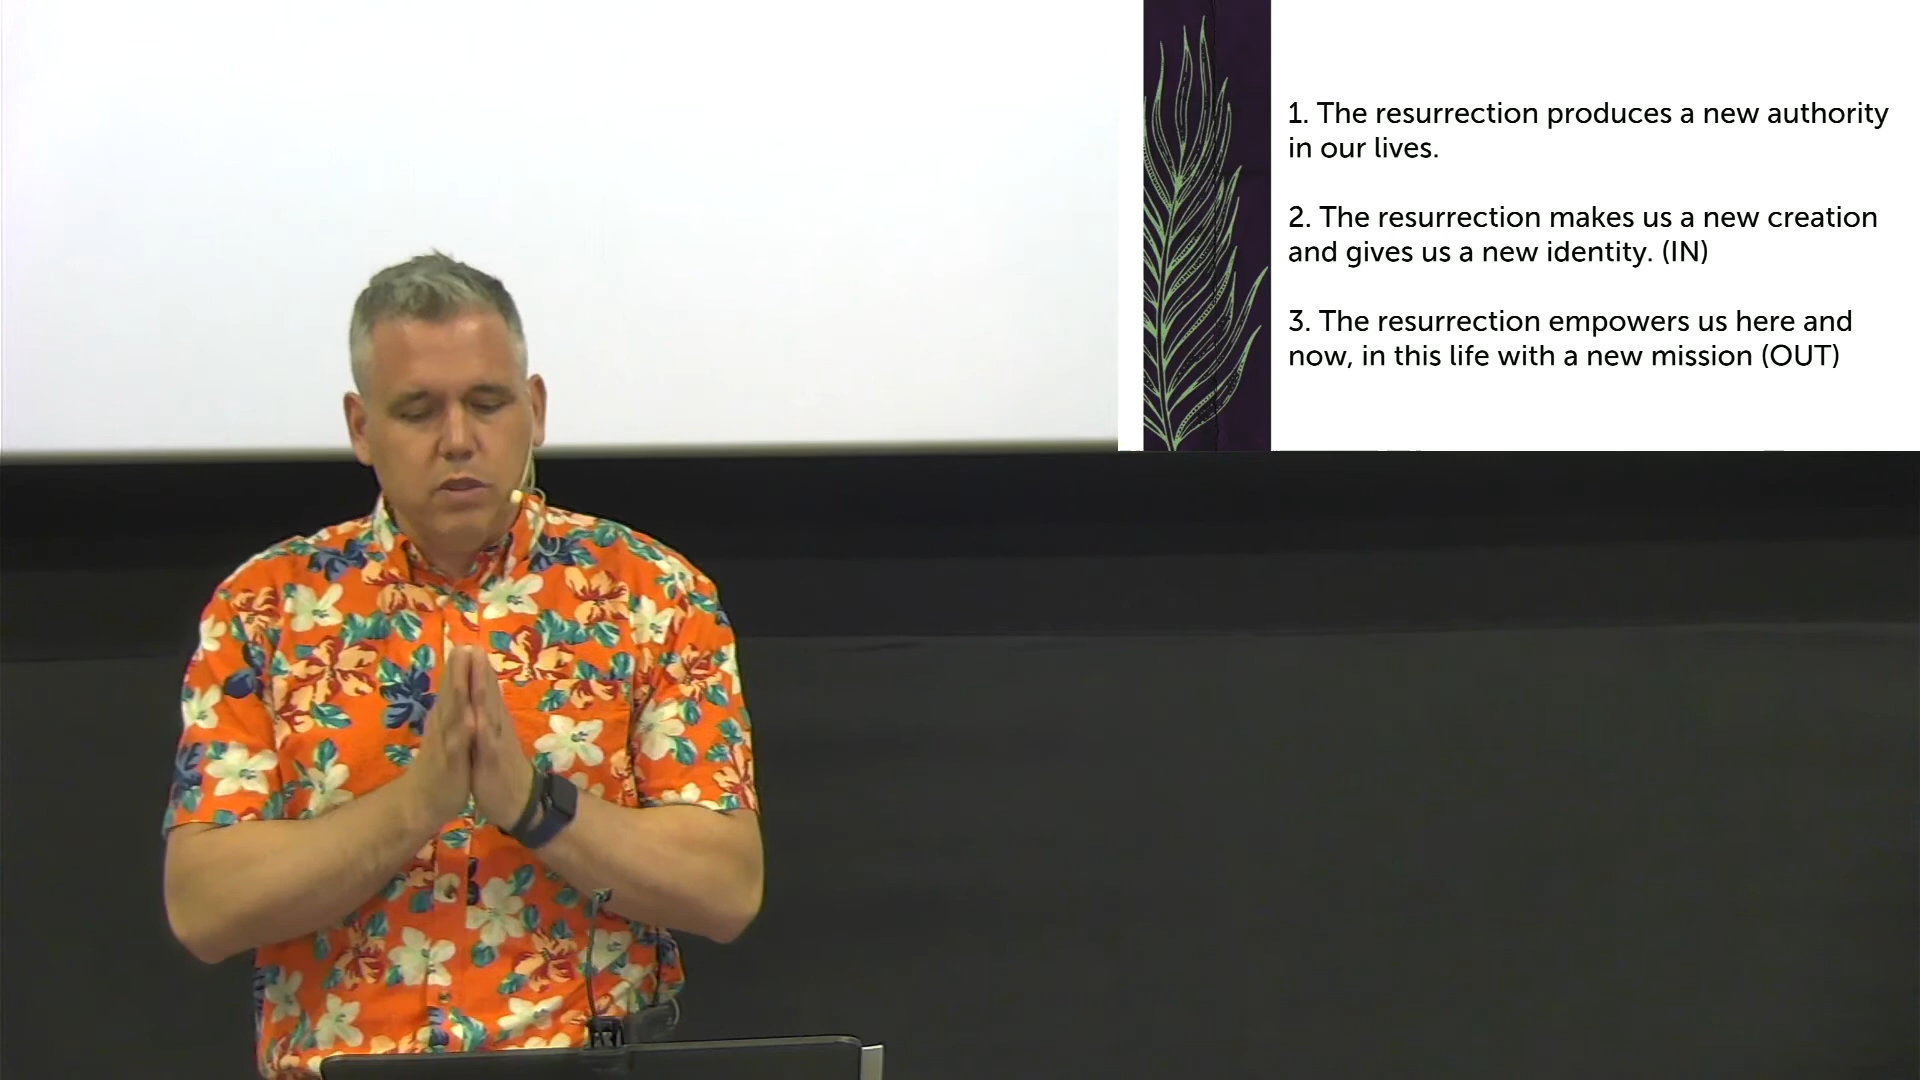 1. The resurrection produces a new authority
in our lives.
2. The resurrection makes us a new creation
and gives us a new identity. (IN)
3. The resurrection empowers us here and
now, in this life with a new mission (OUT)